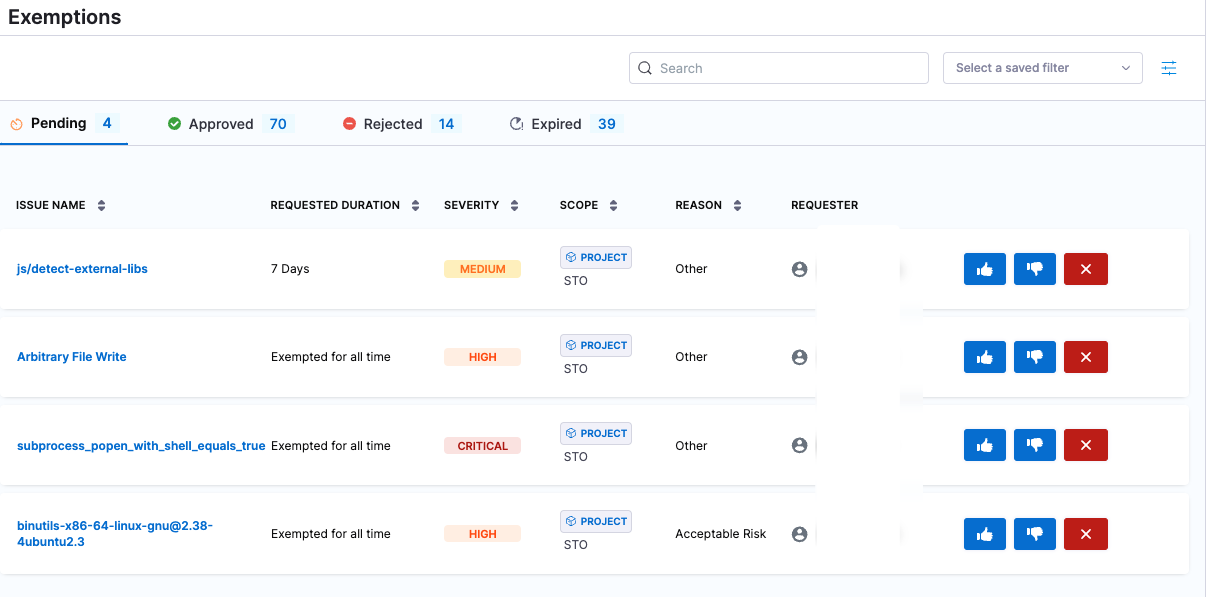 Exemptions
Search
Select a saved filter
Pending 4 Approved 70 Rejected 14 Expired 39
ISSUE NAME REQUESTED DURATION SEVERITY SCOPE REASON REQUESTER
js/detect-external-libs 7 Days MEDIUM PROJECT Other
STO
Arbitrary File Write Exempted for all time HIGH PROJECT Other
STO
subprocess_popen_with_shell_equals_true Exempted for all time CRITICAL PROJECT Other
STO
binutils-x86-64-linux-gnu@2.38- Exempted for all time HIGH PROJECT Acceptable Risk
4ubuntu2.3 STO